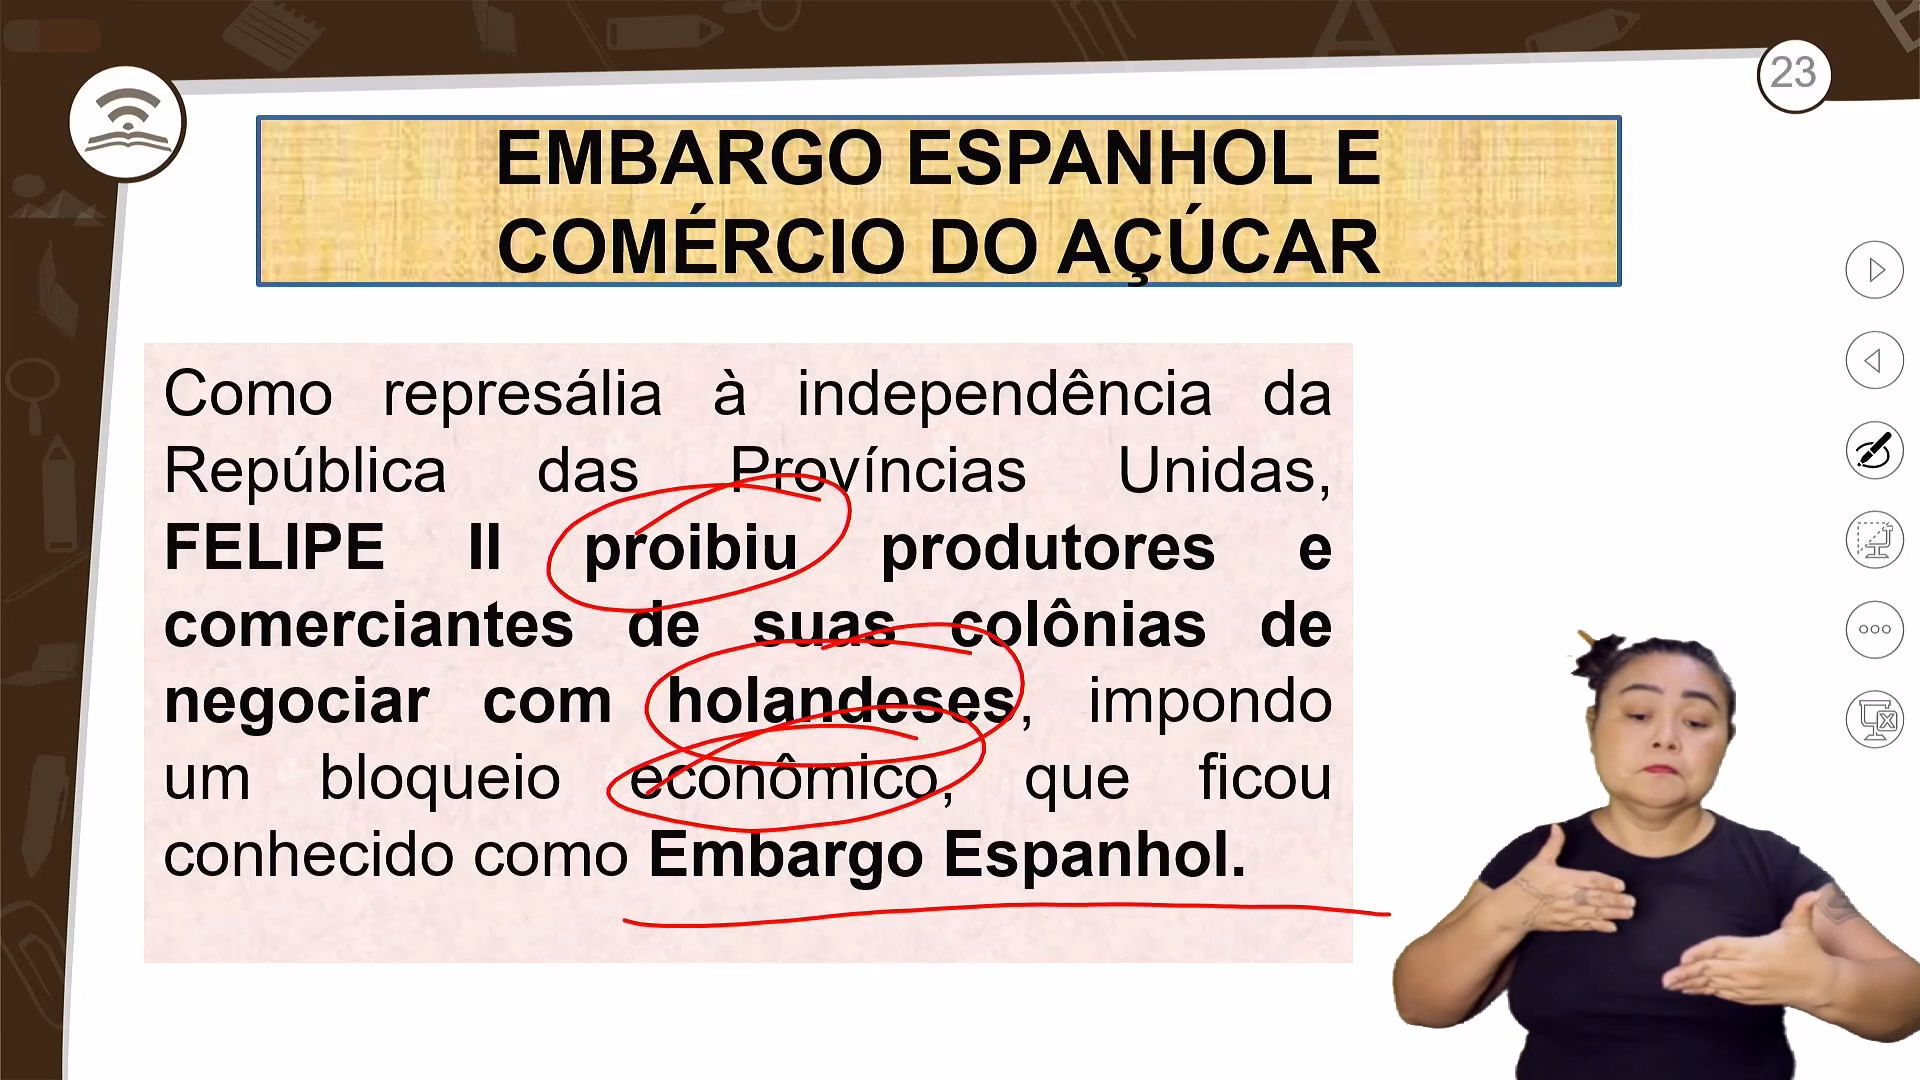 23
EMBARGO ESPANHOL E
COMÉRCIO DO AÇÚCAR
Como represália à independência da
República das Províncias Unidas,
FELIPE II proibiu produtores e
comerciantes de suas colônias de
negociar com holandeses, impondo
um bloqueio econômico, que ficou
conhecido como Embargo Espanhol.